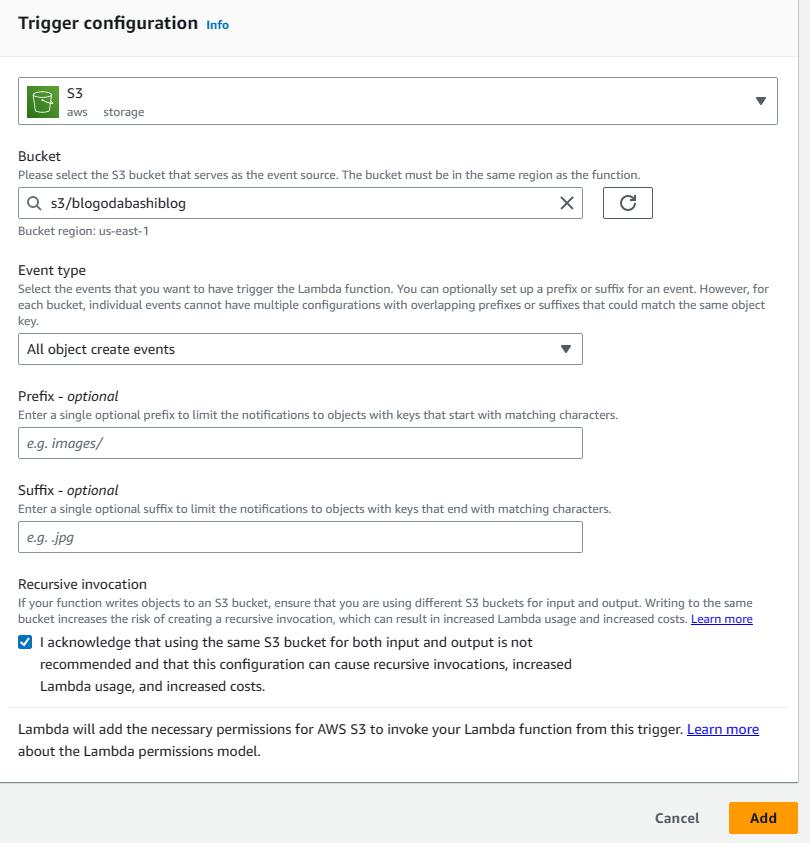 Trigger configuration Info
S3
aws storage
Bucket
Please select the S3 bucket that serves as the event source. The bucket must be in the same region as the function.
s3/blogodabashiblog
Bucket region: us-east-1
Event type
Select the events that you want to have trigger the Lambda function. You can optionally set up a prefix or suffix for an event. However, for
each bucket, individual events cannot have multiple configurations with overlapping prefixes or suffixes that could match the same object
key.
All object create events
Prefix - optional
Enter a single optional prefix to limit the notifications to objects with keys that start with matching characters.
e.g. images/
Suffix - optional
Enter a single optional suffix to limit the notifications to objects with keys that end with matching characters.
e.g. .jpg
Recursive invocation
If your function writes objects to an S3 bucket, ensure that you are using different S3 buckets for input and output. Writing to the same
bucket increases the risk of creating a recursive invocation, which can result in increased Lambda usage and increased costs. Learn more
I acknowledge that using the same S3 bucket for both input and output is not
recommended and that this configuration can cause recursive invocations, increased
Lambda usage, and increased costs.
Lambda will add the necessary permissions for AWS S3 to invoke your Lambda function from this trigger. Learn more
about the Lambda permissions model.
Cancel Add